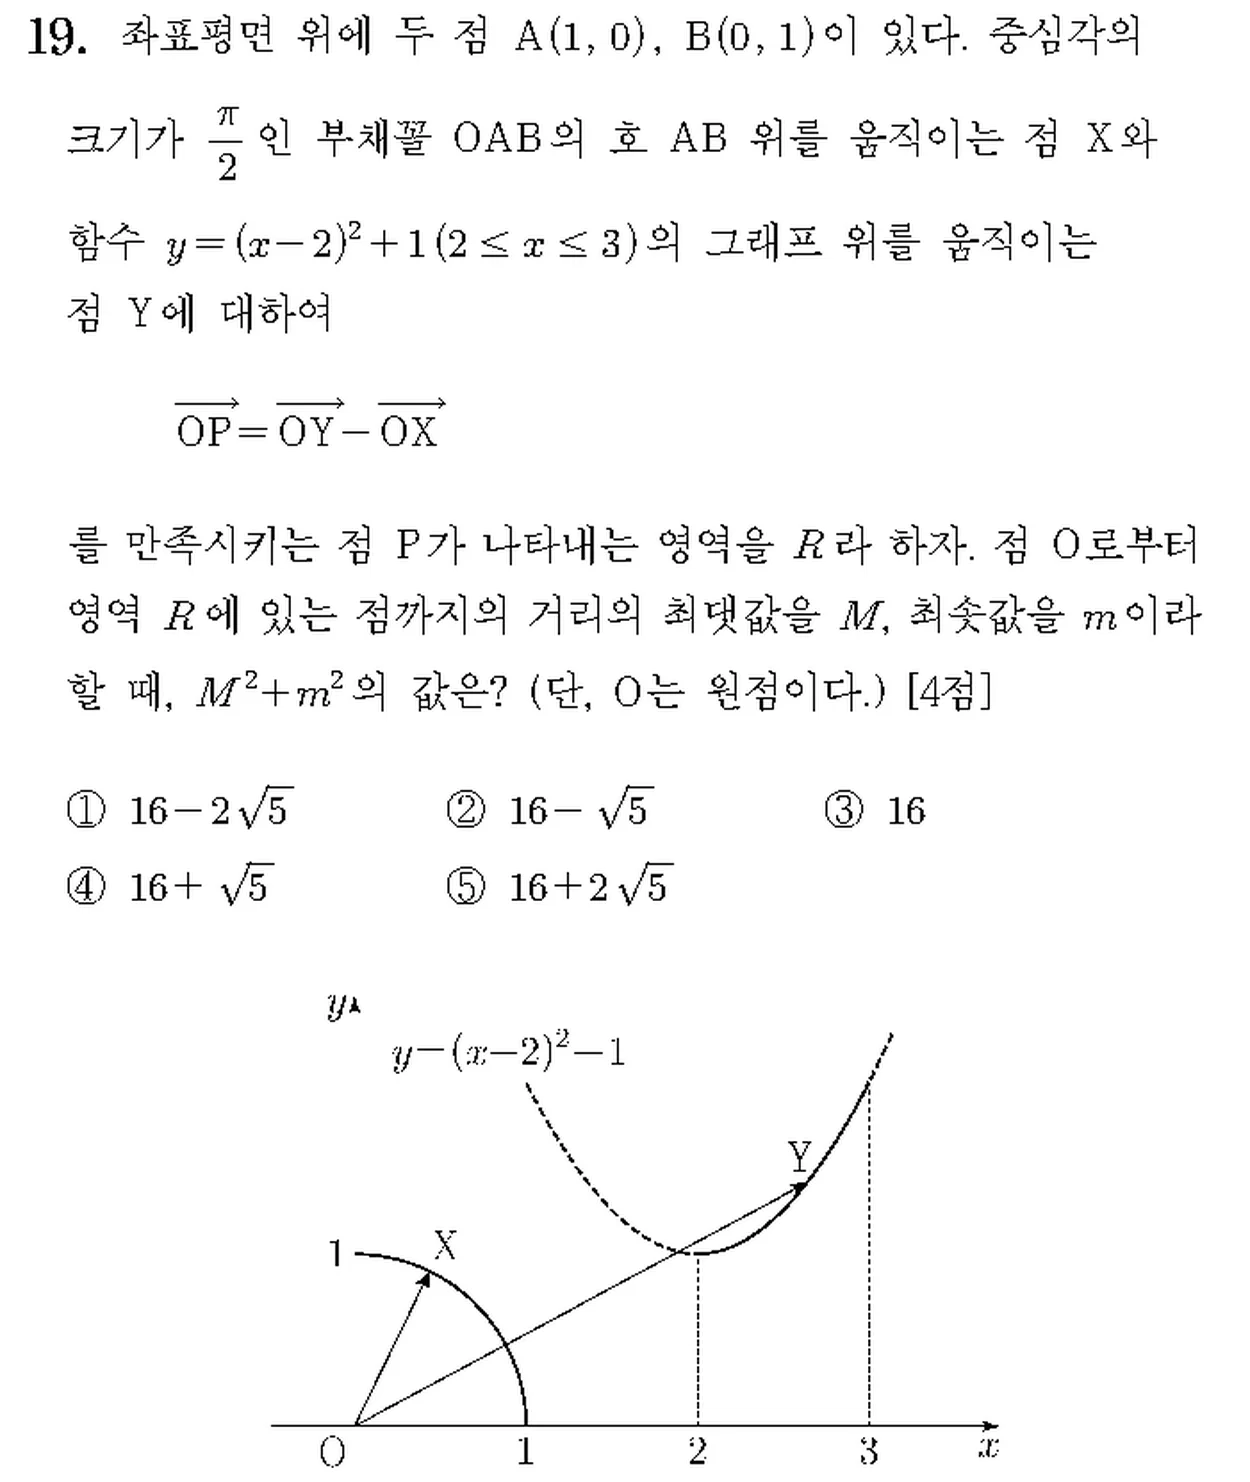 19. 좌표평면 위에 두 점 A(1, 0), B(0, 1)이 있다. 중심각의
크기가 π/2 인 부채꼴 OAB의 호 AB 위를 움직이는 점 X와
함수 y=(x-2)²+1(2≤x≤3)의 그래프 위를 움직이는
점 Y에 대하여
OP→=OY→-OX→
를 만족시키는 점 P가 나타내는 영역을 R라 하자. 점 O로부터
영역 R에 있는 점까지의 거리의 최댓값을 M, 최솟값을 m이라
할 때, M²+m²의 값은? (단, O는 원점이다.) [4점]
① 16-2√5 ② 16-√5 ③ 16
④ 16+√5 ⑤ 16+2√5
y
y-(x-2)²-1
Y
1 X
O 1 2 3 x